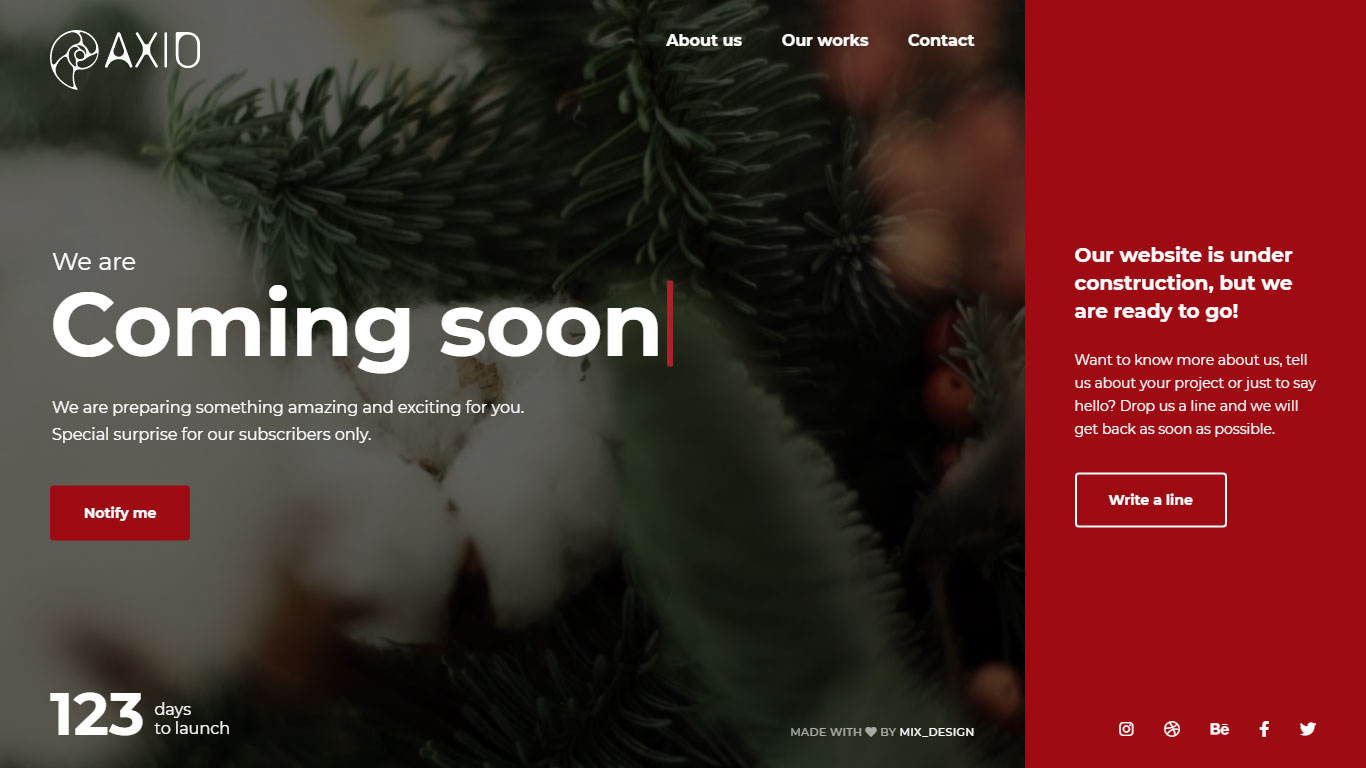 AXID
About us
Our works
Contact
We are
Coming soon
We are preparing something amazing and exciting for you.
Special surprise for our subscribers only.
Notify me
123
days
to launch
MADE WITH ♥ BY MIX_DESIGN
Our website is under
construction, but we
are ready to go!
Want to know more about us, tell
us about your project or just to say
hello? Drop us a line and we will
get back as soon as possible.
Write a line
Bē